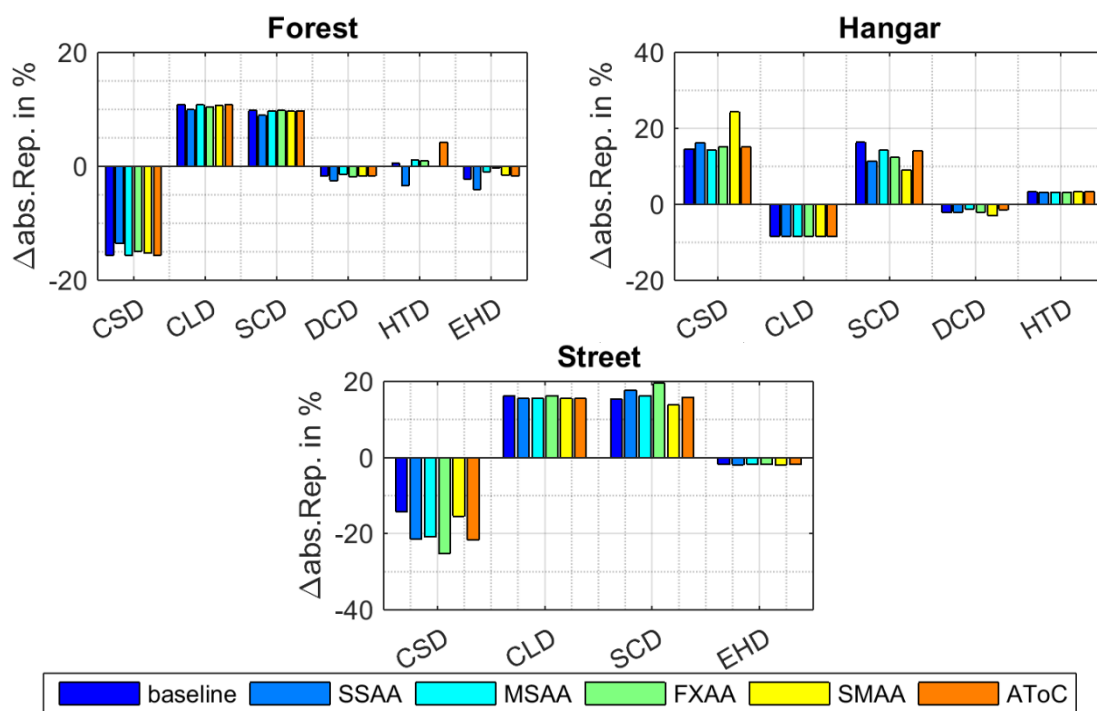 Forest
20
0
-20
Δabs.Rep. in %
CSD CLD SCD DCD HTD EHD
Hangar
40
20
0
-20
Δabs.Rep. in %
CSD CLD SCD DCD HTD
Street
20
0
-20
-40
Δabs.Rep. in %
CSD CLD SCD EHD
baseline SSAA MSAA FXAA SMAA AToC